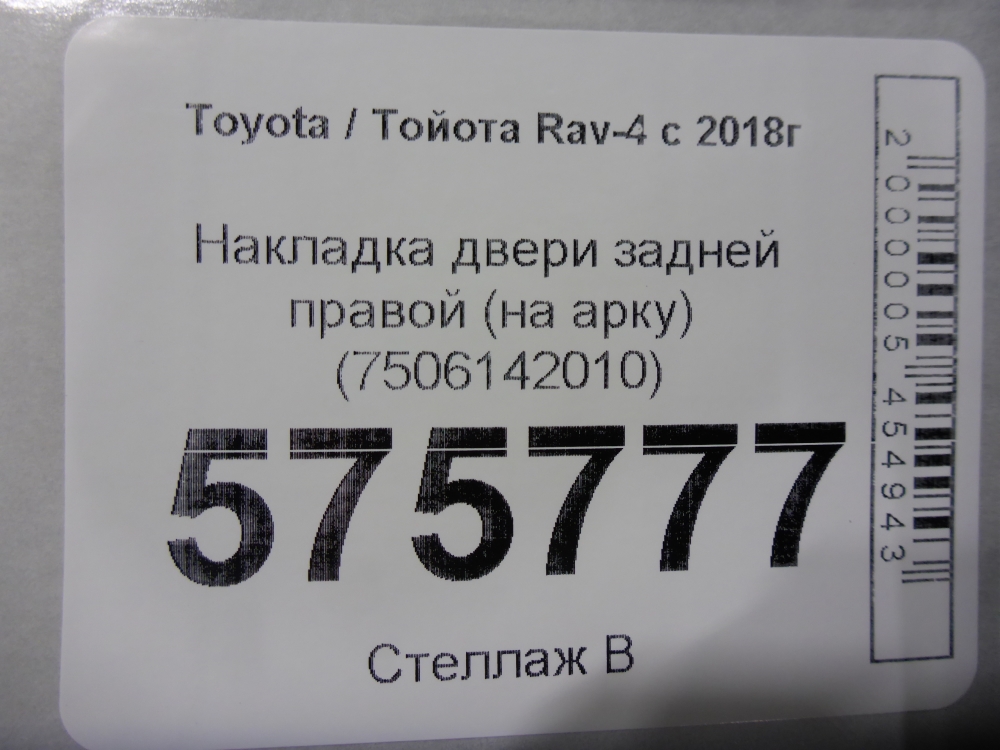 Toyota / Тойота Rav-4 с 2018г
Накладка двери задней
правой (на арку)
(7506142010)
575777
Стеллаж В
2000005454943